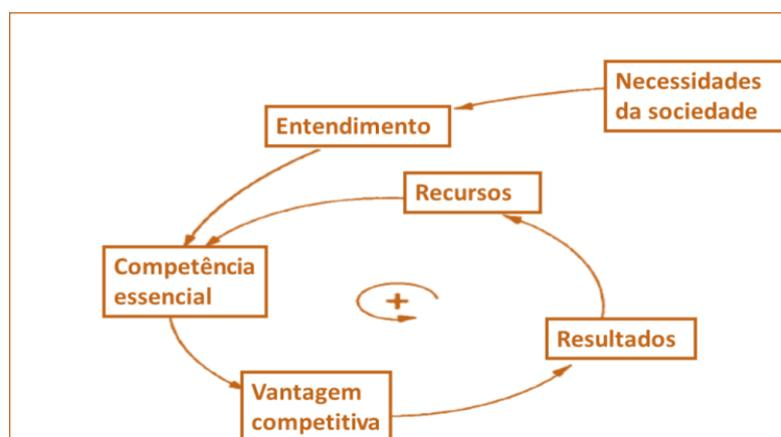 Necessidades
da sociedade
Entendimento
Recursos
Competência
essencial
+
Resultados
Vantagem
competitiva